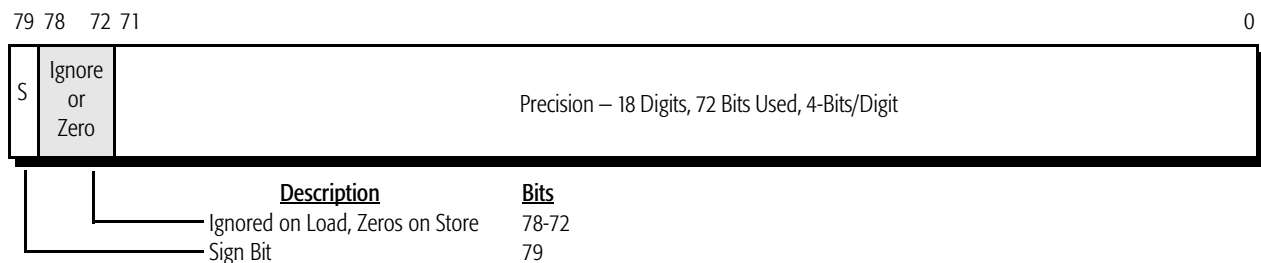 79 78 72 71 0
S
Ignore
or
Zero
Precision — 18 Digits, 72 Bits Used, 4-Bits/Digit
Description Bits
Ignored on Load, Zeros on Store 78-72
Sign Bit 79